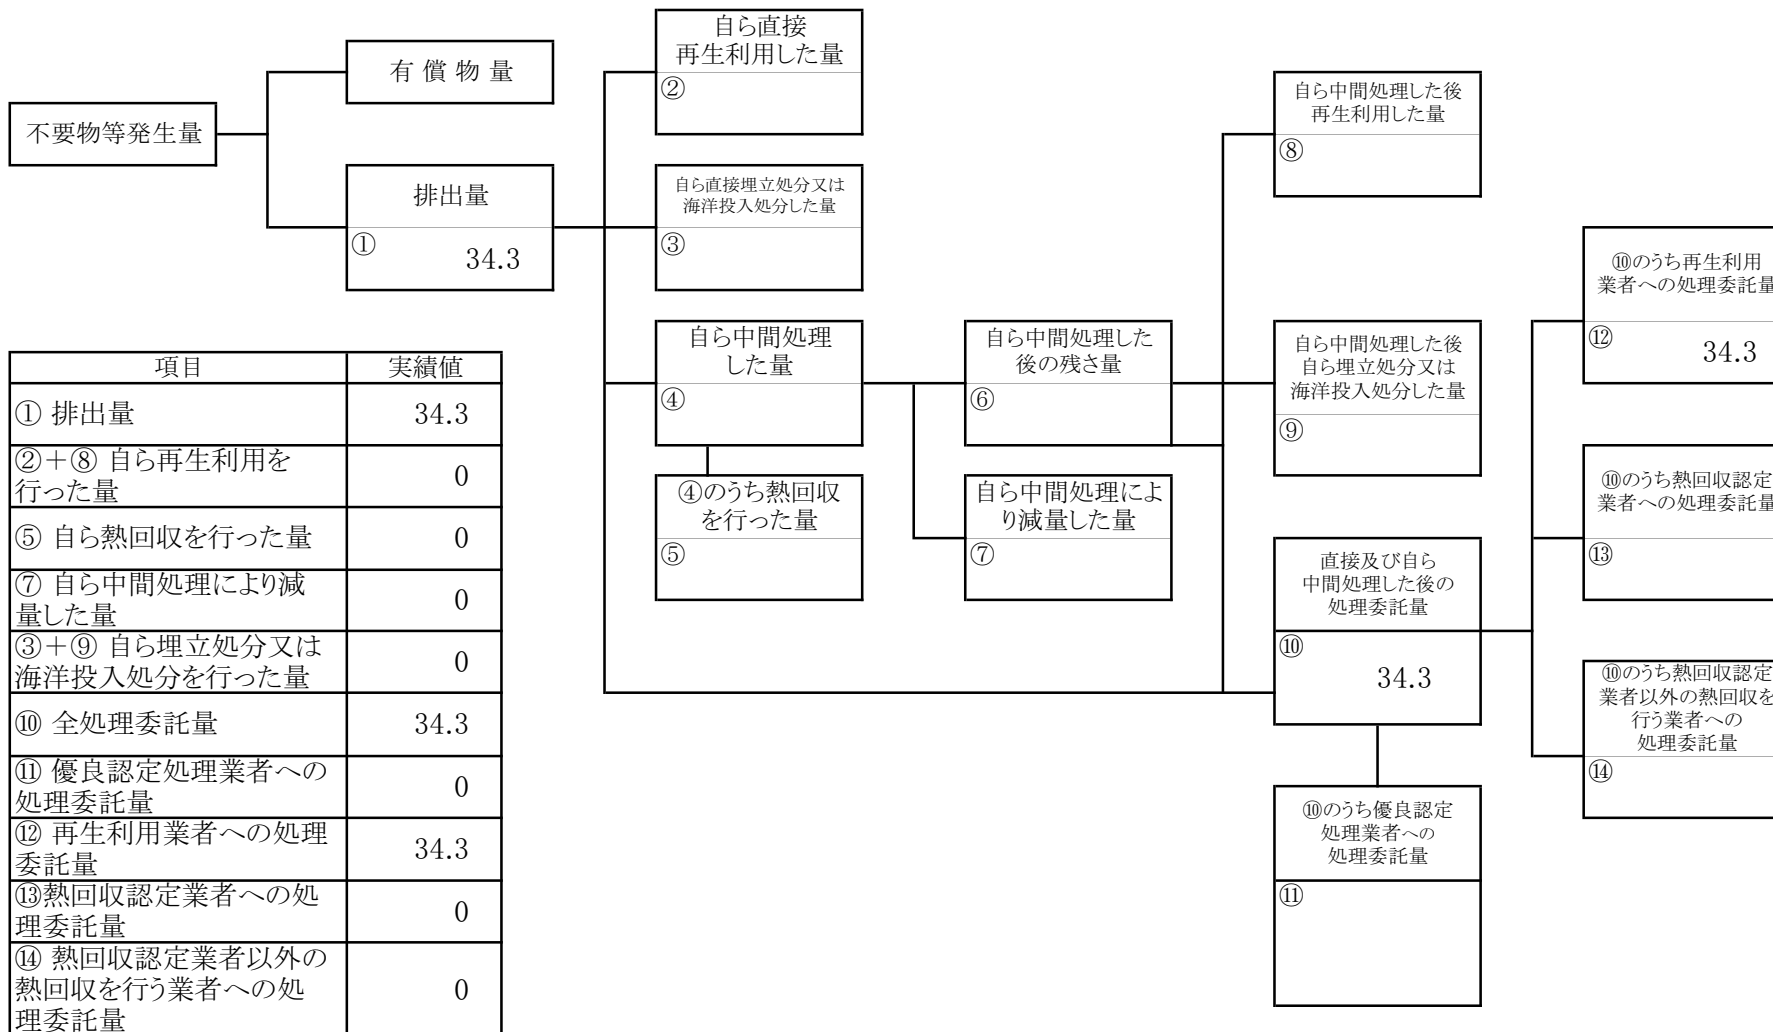 不要物等発生量
有 償 物 量
排出量
①
34.3
自ら直接
再生利用した量
②
自ら直接埋立処分又は
海洋投入処分した量
③
自ら中間処理
した量
④
④のうち熱回収
を行った量
⑤
自ら中間処理した
後の残さ量
⑥
自ら中間処理によ
り減量した量
⑦
自ら中間処理した後
再生利用した量
⑧
自ら中間処理した後
自ら埋立処分又は
海洋投入処分した量
⑨
直接及び自ら
中間処理した後の
処理委託量
⑩
34.3
⑩のうち優良認定
処理業者への
処理委託量
⑪
⑩のうち再生利用
業者への処理委託量
⑫
34.3
⑩のうち熱回収認定
業者への処理委託量
⑬
⑩のうち熱回収認定
業者以外の熱回収を
行う業者への
処理委託量
⑭
項目 実績値
① 排出量 34.3
②＋⑧ 自ら再生利用を
行った量 0
⑤ 自ら熱回収を行った量 0
⑦ 自ら中間処理により減
量した量 0
③＋⑨ 自ら埋立処分又は
海洋投入処分を行った量 0
⑩ 全処理委託量 34.3
⑪ 優良認定処理業者への
処理委託量 0
⑫ 再生利用業者への処理
委託量 34.3
⑬熱回収認定業者への処
理委託量 0
⑭ 熱回収認定業者以外の
熱回収を行う業者への処
理委託量 0